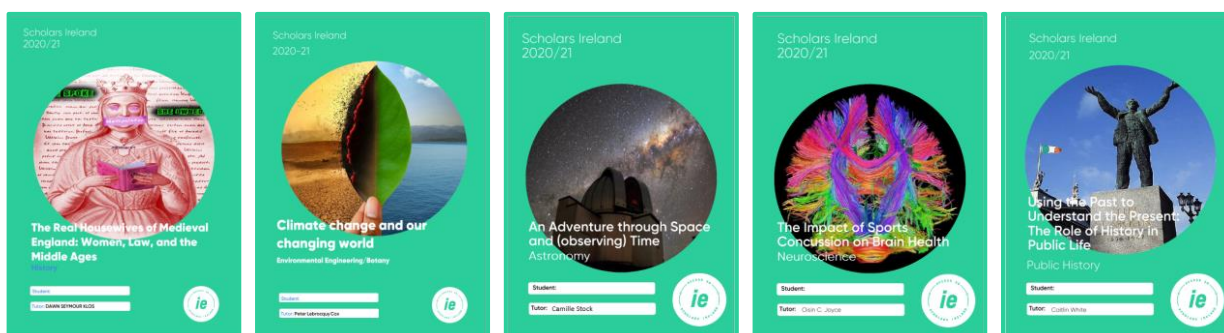 Scholars Ireland
2020/21
The Real Housewives of Medieval
England: Women, Law, and the
Middle Ages
History
Student:
Tutor: DAWN SEYMOUR KLOS
ie
Scholars Ireland
2020-21
Climate change and our
changing world
Environmental Engineering/Botany
Student
Tutor: Peter Labrecque Cox
ie
Scholars Ireland
2020/21
An Adventure through Space
and (observing) Time
Astronomy
Student:
Tutor: Camille Stock
ie
Scholars Ireland
2020/21
The Impact of Sports
Concussion on Brain Health
Neuroscience
Student:
Tutor: Oisín C. Joyce
ie
Scholars Ireland
2020/21
Using the Past to
Understand the Present:
The Role of History in
Public Life
Public History
Student:
Tutor: Caitlin White
ie